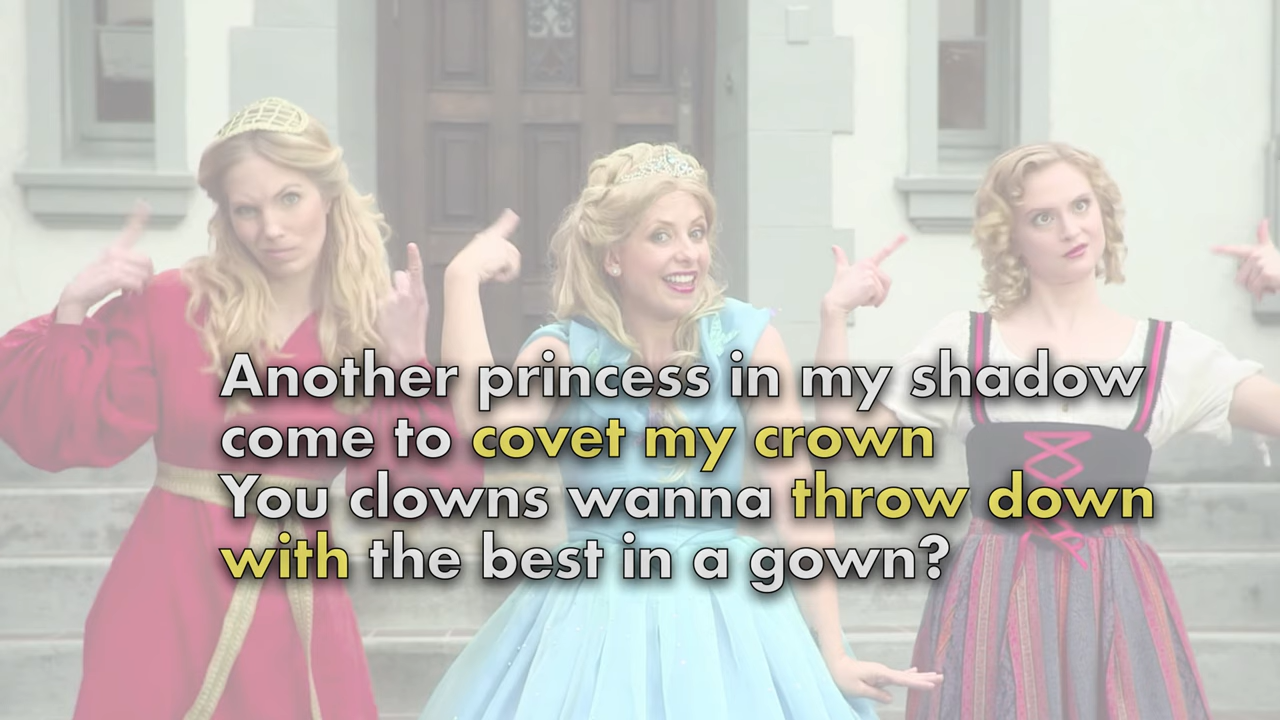 Another princess in my shadow
come to covet my crown
You clowns wanna throw down
with the best in a gown?